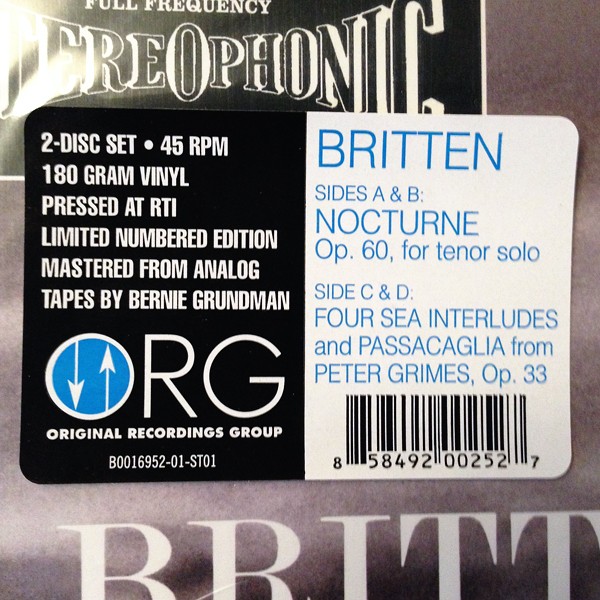 FULL FREQUENCY
TEREOPHONIC
2-DISC SET • 45 RPM
180 GRAM VINYL
PRESSED AT RTI
LIMITED NUMBERED EDITION
MASTERED FROM ANALOG
TAPES BY BERNIE GRUNDMAN
ORG
ORIGINAL RECORDINGS GROUP
B0016952-01-ST01
BRITTEN
SIDES A & B:
NOCTURNE
Op. 60, for tenor solo
SIDE C & D:
FOUR SEA INTERLUDES
and PASSACAGLIA from
PETER GRIMES, Op. 33
8 58492 00252 7
BRITT